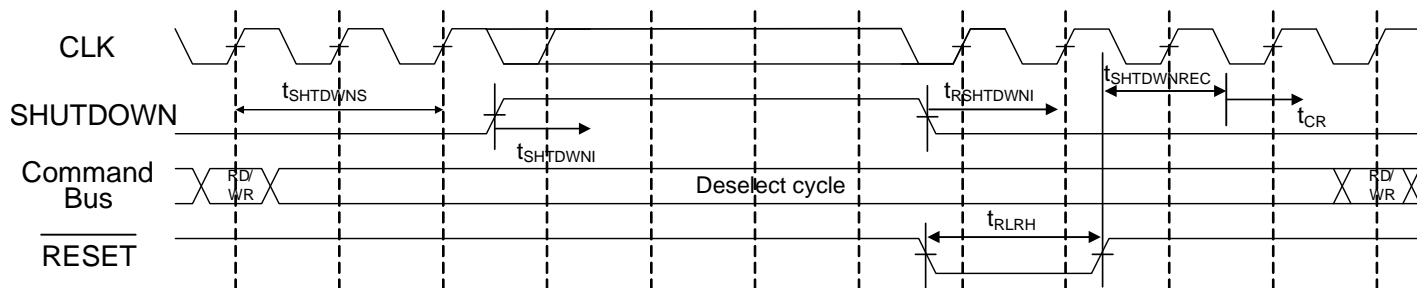 CLK
tSHTDWNS
tSHTDWNREC
SHUTDOWN
tRSHTDWNI
tCR
tSHTDWNI
Command
Bus
RD/
WR
Deselect cycle
RD/
WR
RESET
tRLRH